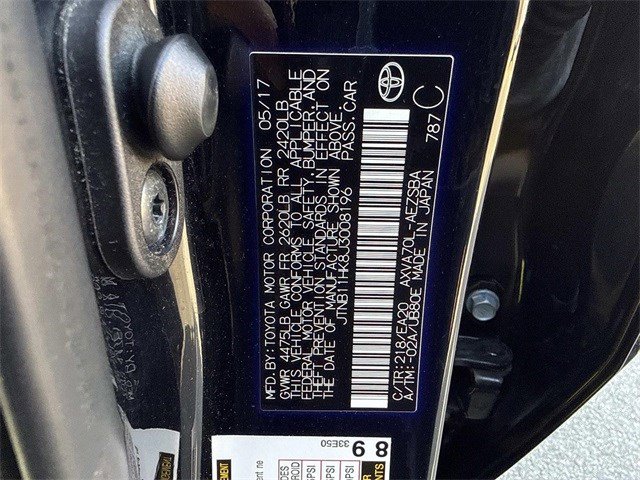 MFD. BY: TOYOTA MOTOR CORPORATION 05/17
GVWR 4475LB GAWR FR 2620LB RR 2420LB
THIS VEHICLE CONFORMS TO ALL APPLICABLE
FEDERAL MOTOR VEHICLE SAFETY, BUMPER, AND
THEFT PREVENTION STANDARDS IN EFFECT ON
THE DATE OF MANUFACTURE SHOWN ABOVE.
JTNB11HK8J3008196 PASS. CAR
C/TR: 218/EA20 AXVA70L-AEZSBA
A/TM: -02A/UB80E MADE IN JAPAN
787 C
33E50
89